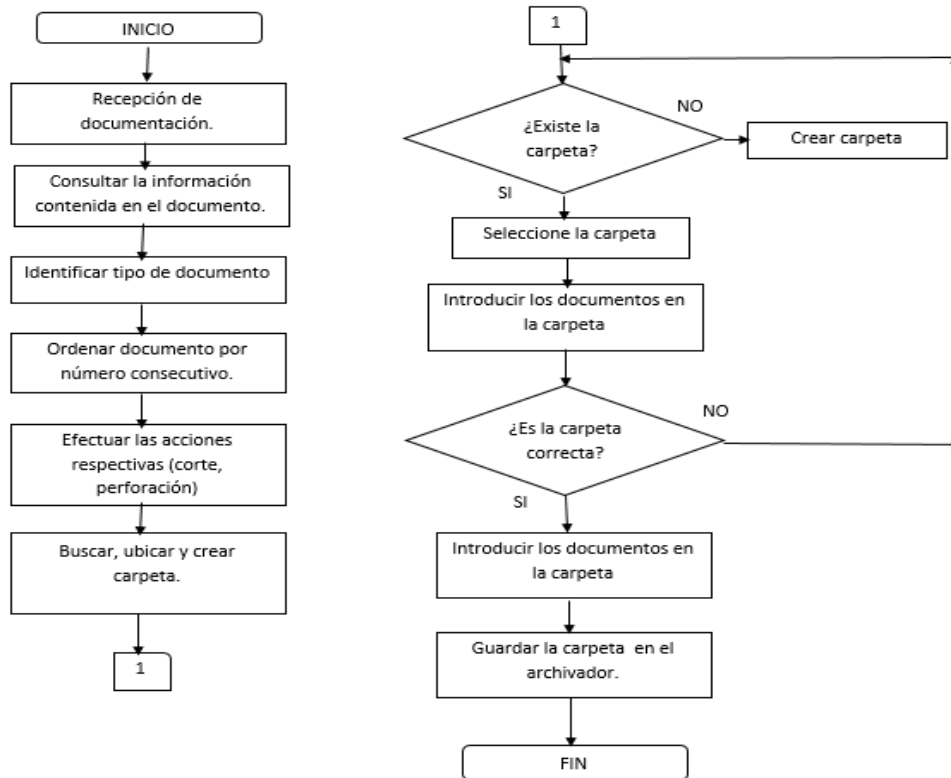 INICIO
Recepción de
documentación.
Consultar la información
contenida en el documento.
Identificar tipo de documento
Ordenar documento por
número consecutivo.
Efectuar las acciones
respectivas (corte,
perforación)
Buscar, ubicar y crear
carpeta.
1
1
¿Existe la
carpeta?
NO
Crear carpeta
SI
Seleccione la carpeta
Introducir los documentos en
la carpeta
¿Es la carpeta
correcta?
NO
SI
Introducir los documentos en
la carpeta
Guardar la carpeta en el
archivador.
FIN